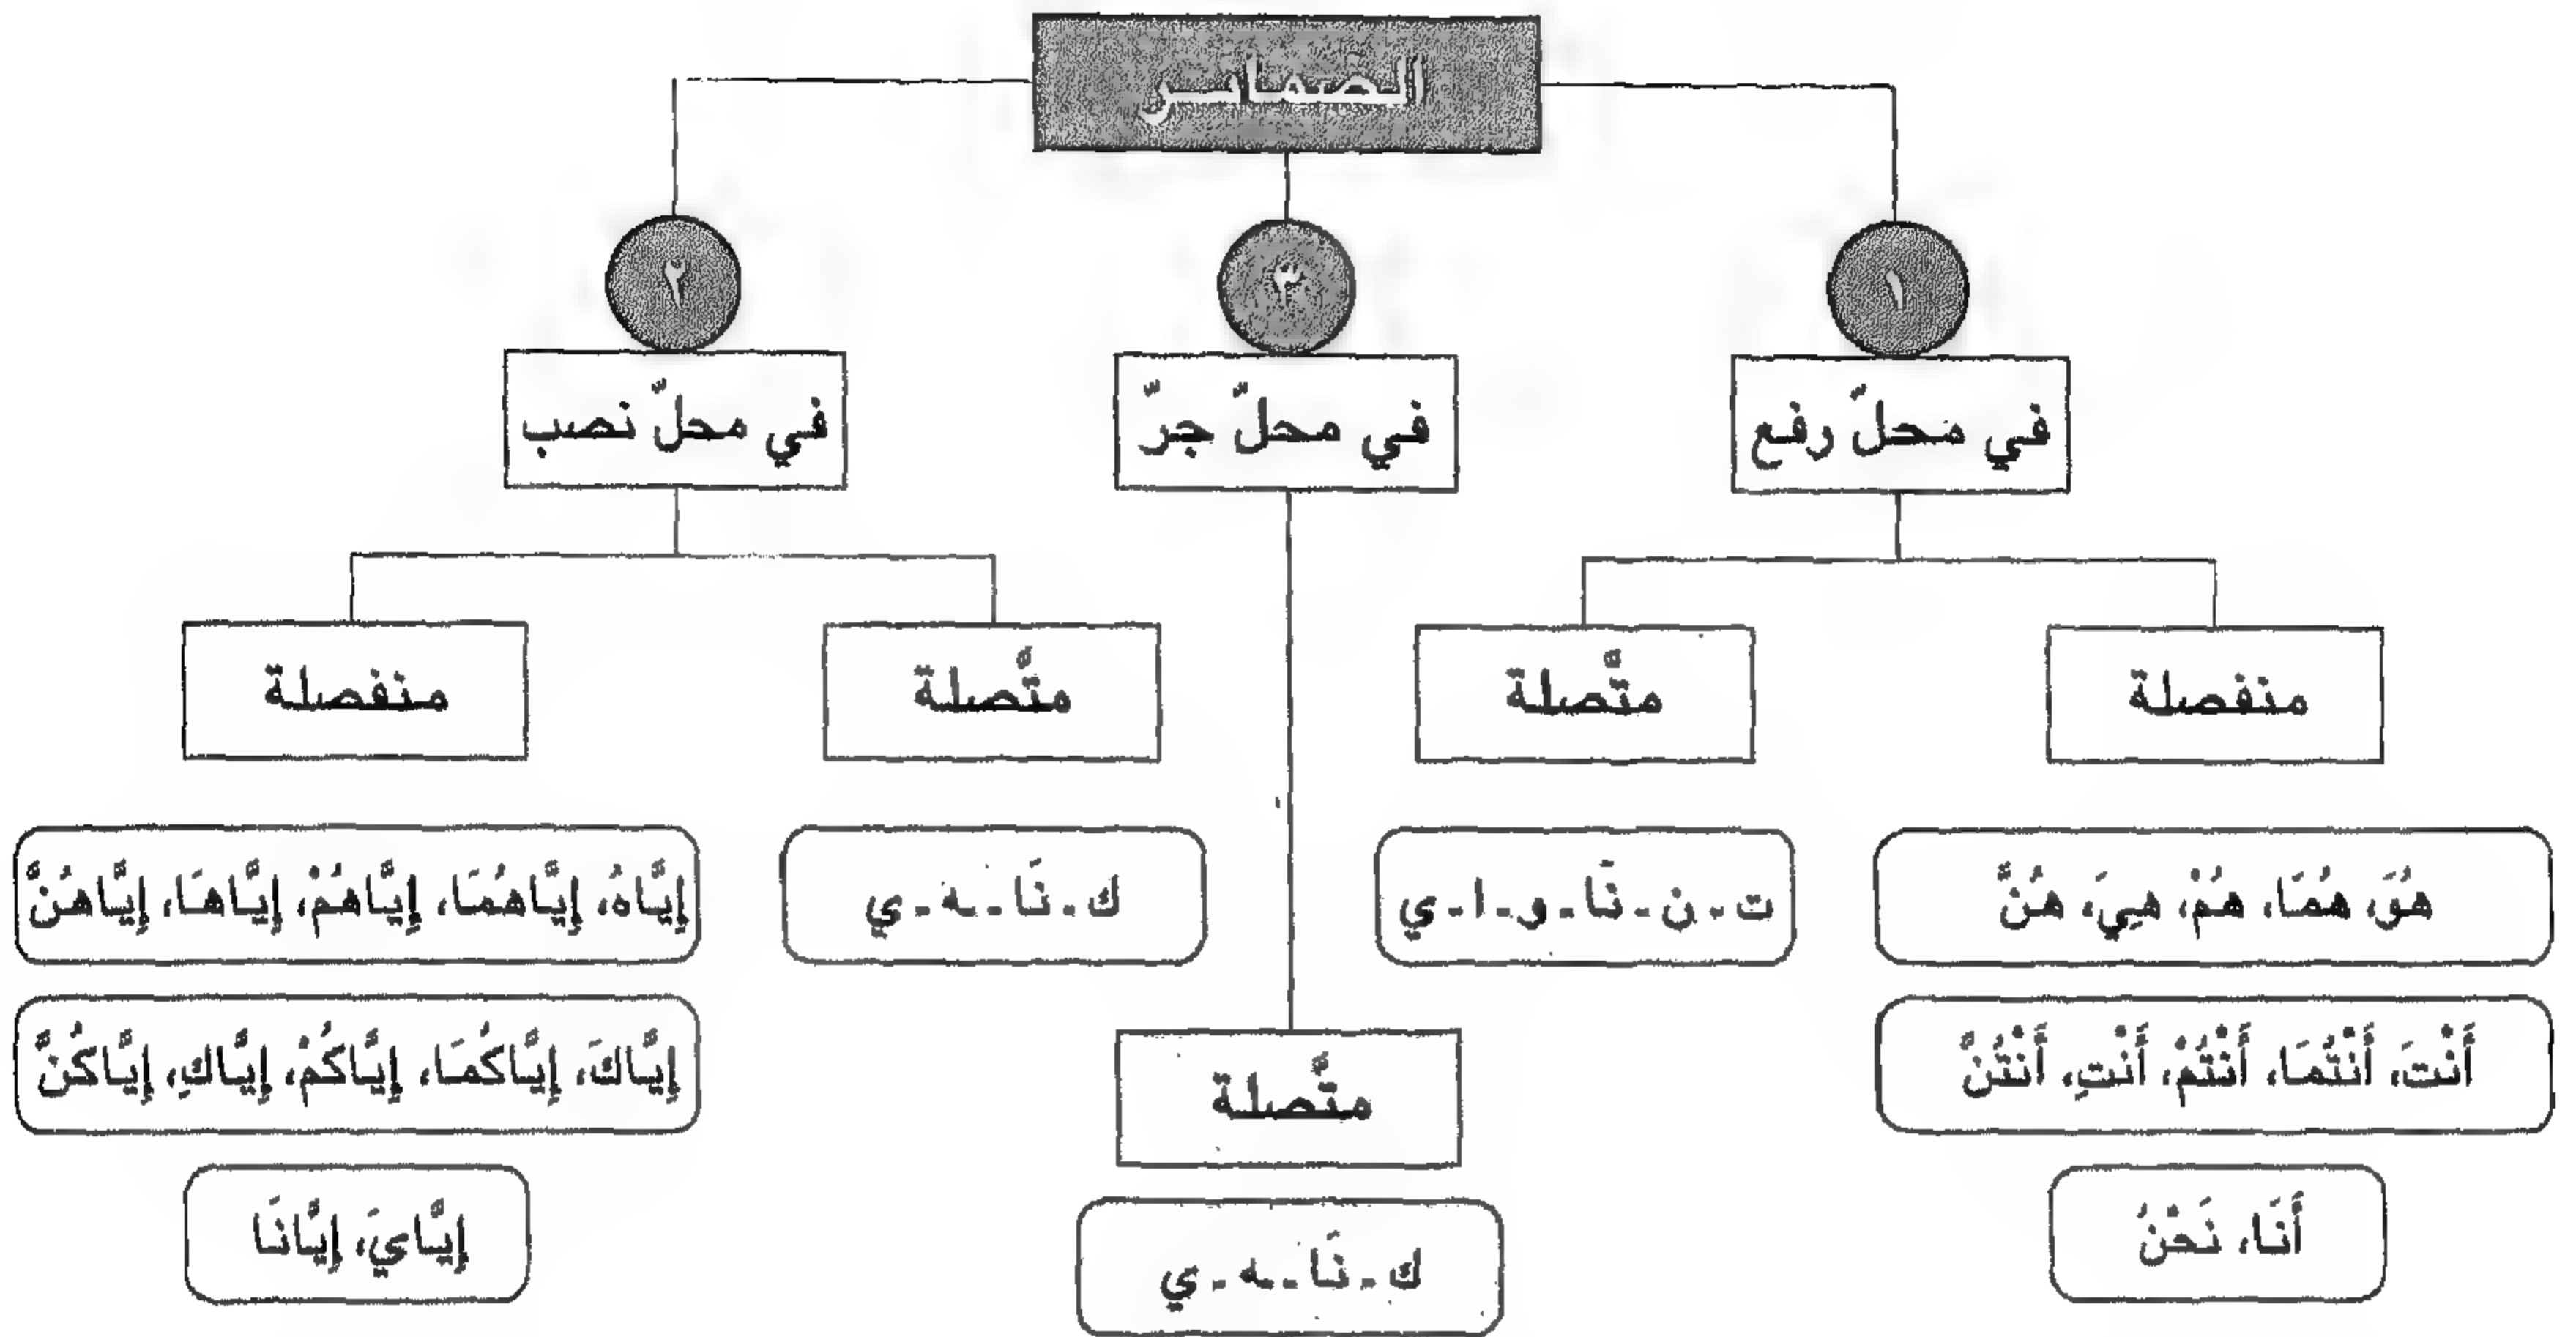 الضمائر
١
٣
٢
في محلّ رفع
في محلّ جرّ
في محلّ نصب
منفصلة
متَّصلة
متَّصلة
منفصلة
هُوَ، هُمَا، هُمْ، هِيَ، هُنَّ
ت - ن - نَا - و - ا - ي
ك - نَا - ـه - ي
إِيَّاهُ، إِيَّاهُمَا، إِيَّاهُمْ، إِيَّاهَا، إِيَّاهُنَّ
أَنْتَ، أَنْتُمَا، أَنْتُمْ، أَنْتِ، أَنْتُنَّ
متَّصلة
إِيَّاكَ، إِيَّاكُمَا، إِيَّاكُمْ، إِيَّاكِ، إِيَّاكُنَّ
أَنَا، نَحْنُ
ك - نَا - ـه - ي
إِيَّايَ، إِيَّانَا